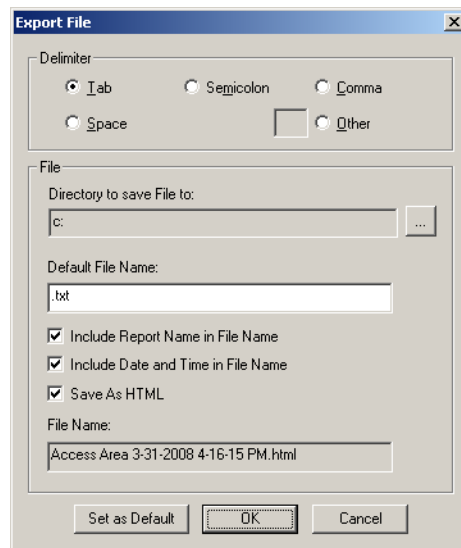 Export File
Delimiter
Tab Semicolon Comma
Space Other
File
Directory to save File to:
c: ...
Default File Name:
.txt
Include Report Name in File Name
Include Date and Time in File Name
Save As HTML
File Name:
Access Area 3-31-2008 4-16-15 PM.html
Set as Default OK Cancel